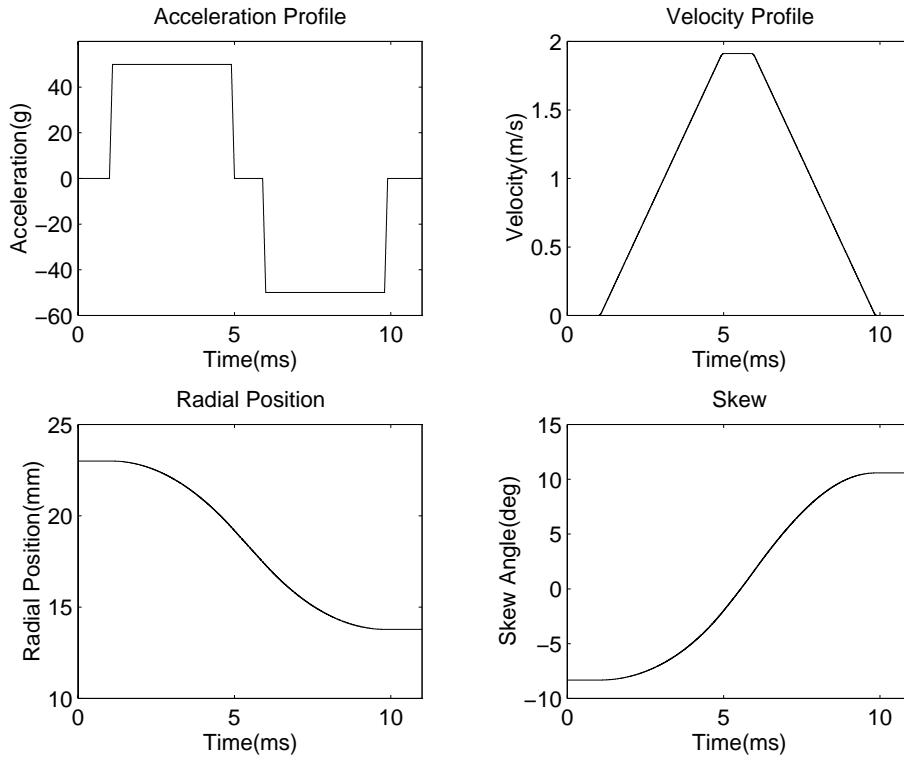 Acceleration Profile
Acceleration(g)
40
20
0
−20
−40
−60
0
5
10
Time(ms)
Velocity Profile
Velocity(m/s)
2
1.5
1
0.5
0
0
5
10
Time(ms)
Radial Position
Radial Position(mm)
25
20
15
10
0
5
10
Time(ms)
Skew
Skew Angle(deg)
15
10
5
0
−5
−10
0
5
10
Time(ms)